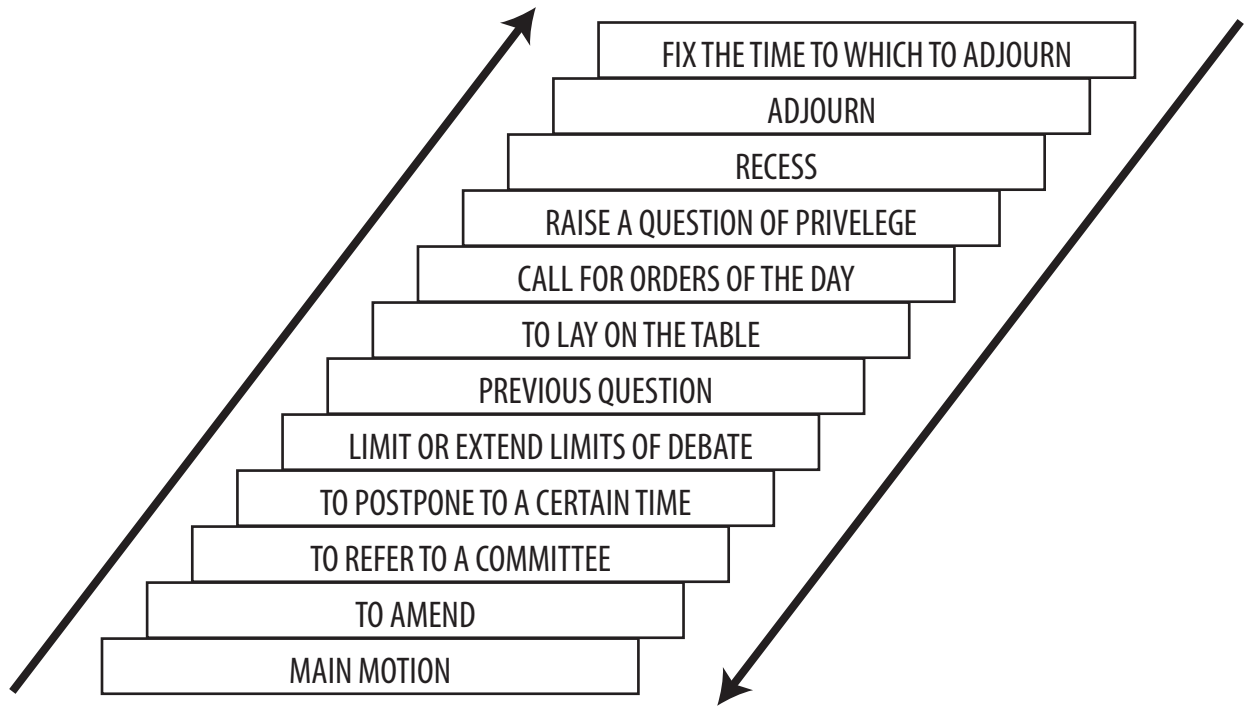 FIX THE TIME TO WHICH TO ADJOURN
ADJOURN
RECESS
RAISE A QUESTION OF PRIVELEGE
CALL FOR ORDERS OF THE DAY
TO LAY ON THE TABLE
PREVIOUS QUESTION
LIMIT OR EXTEND LIMITS OF DEBATE
TO POSTPONE TO A CERTAIN TIME
TO REFER TO A COMMITTEE
TO AMEND
MAIN MOTION